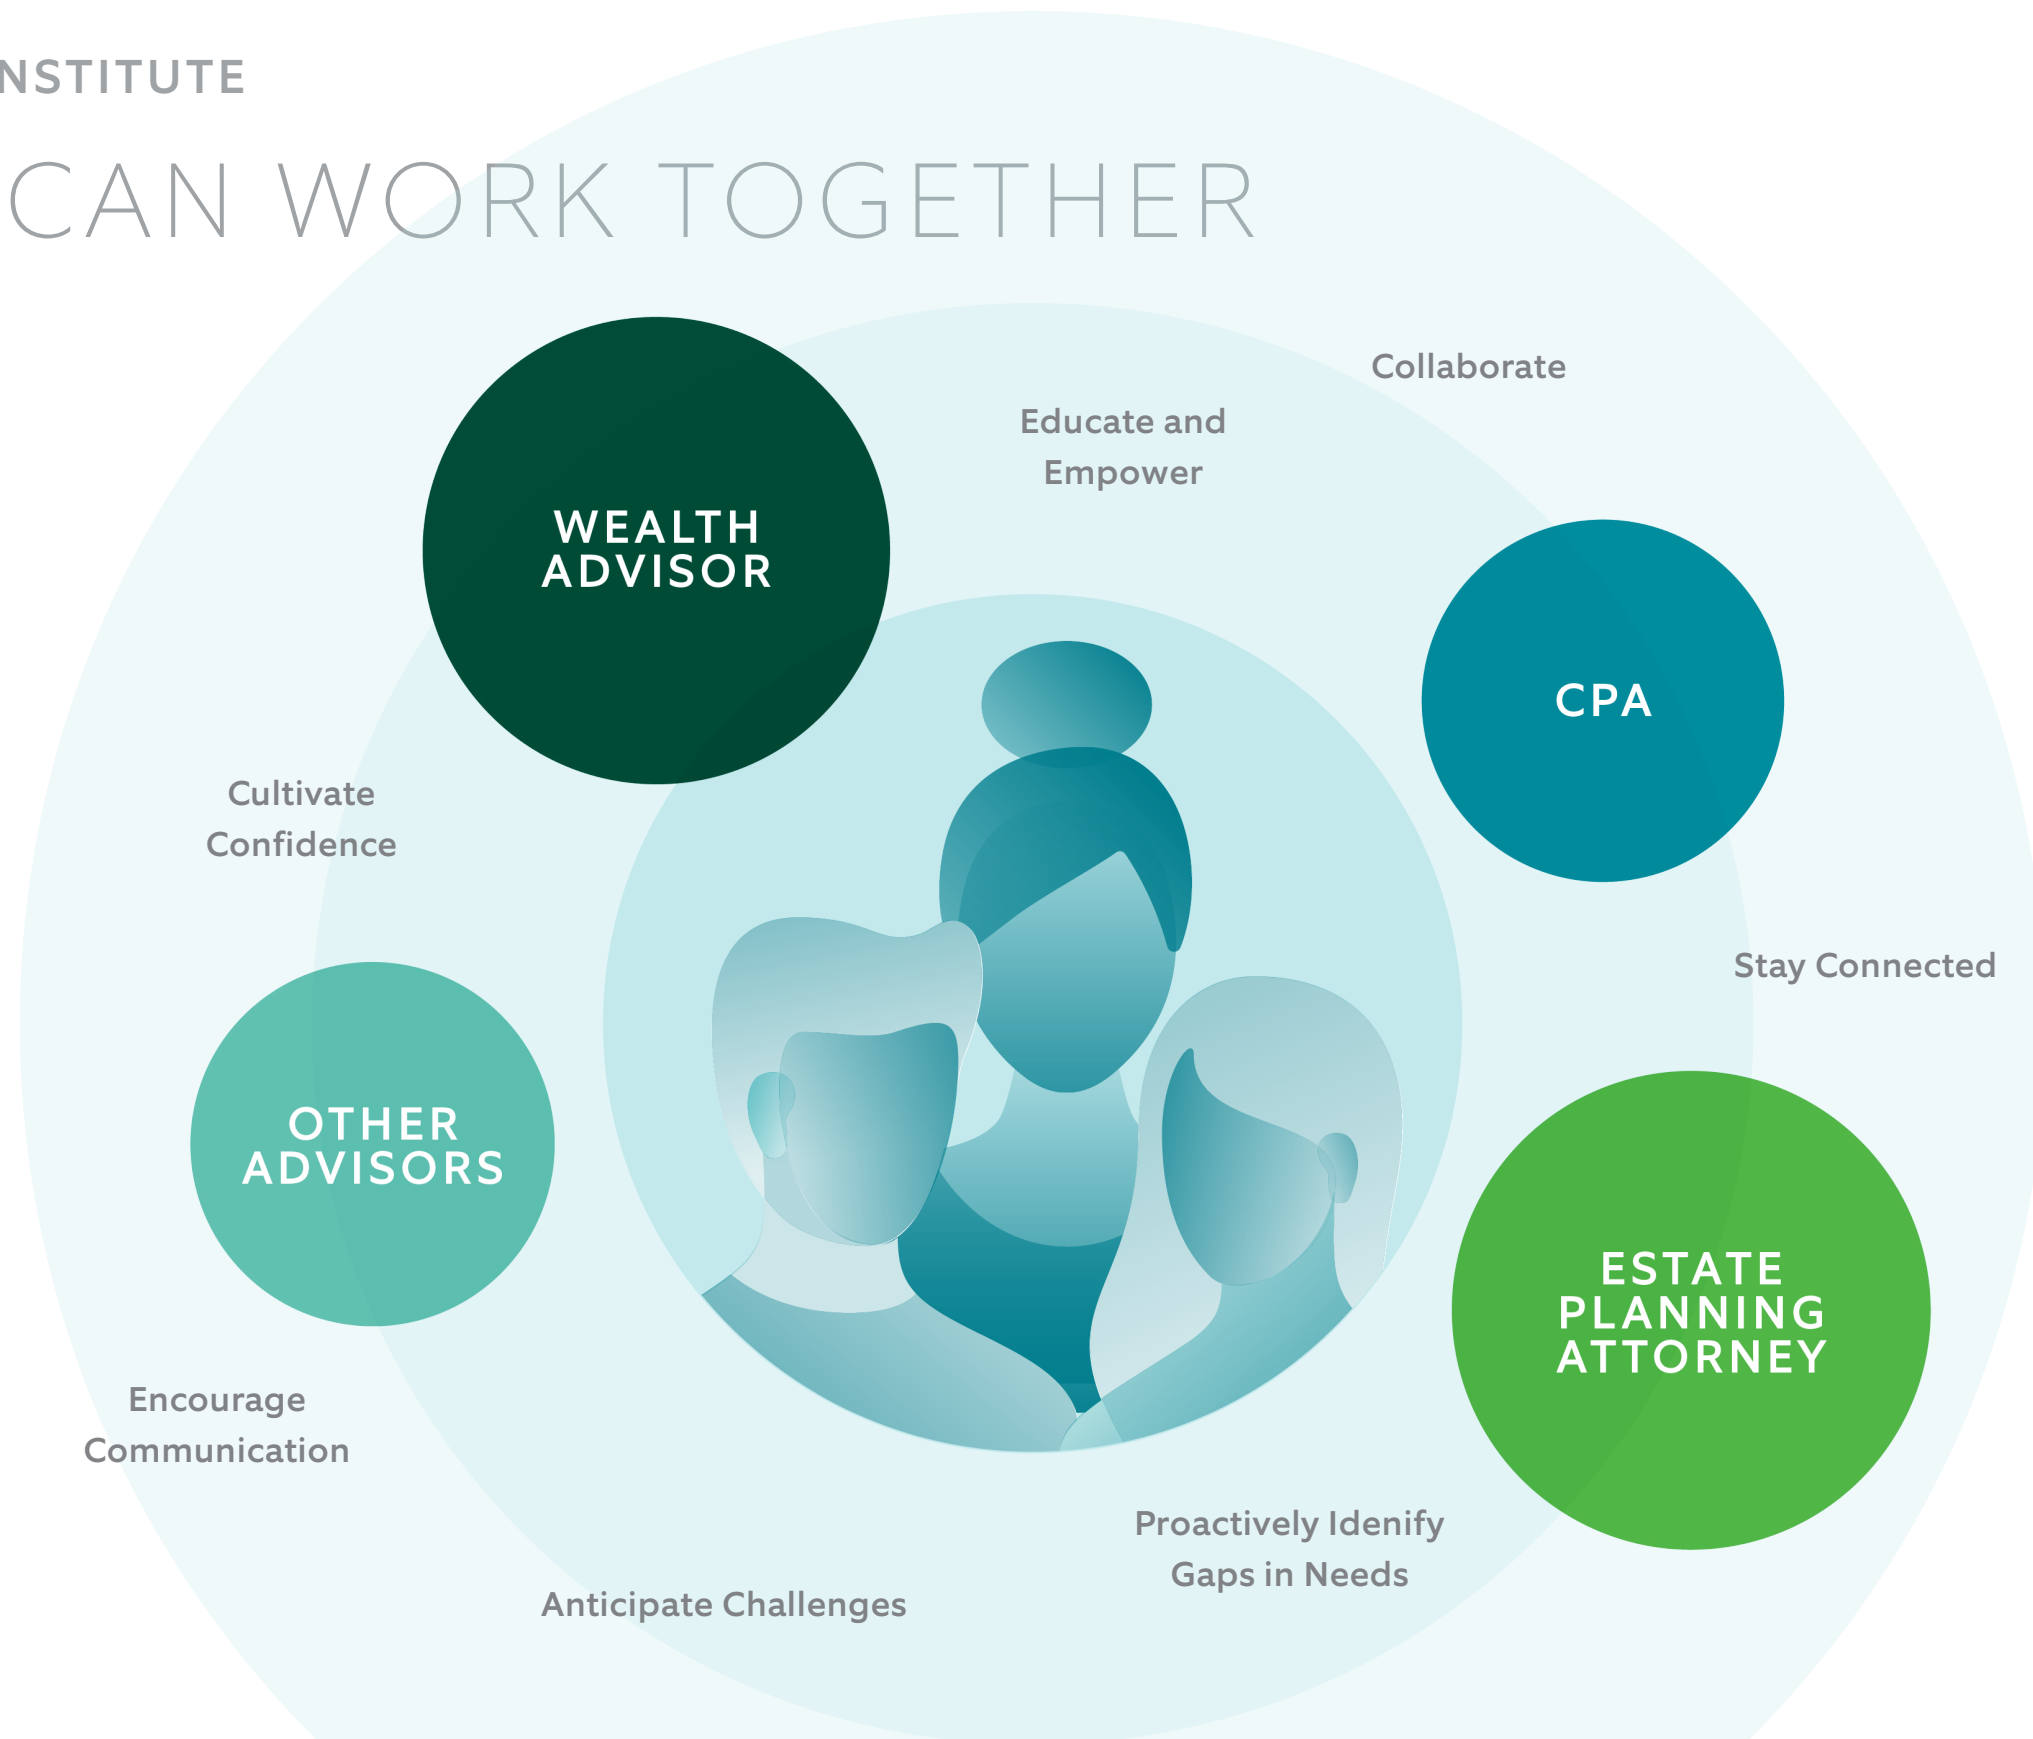 NSTITUTE
CAN WORK TOGETHER
Collaborate
Educate and
Empower
WEALTH
ADVISOR
CPA
Cultivate
Confidence
Stay Connected
OTHER
ADVISORS
ESTATE
PLANNING
ATTORNEY
Encourage
Communication
Proactively Idenify
Gaps in Needs
Anticipate Challenges